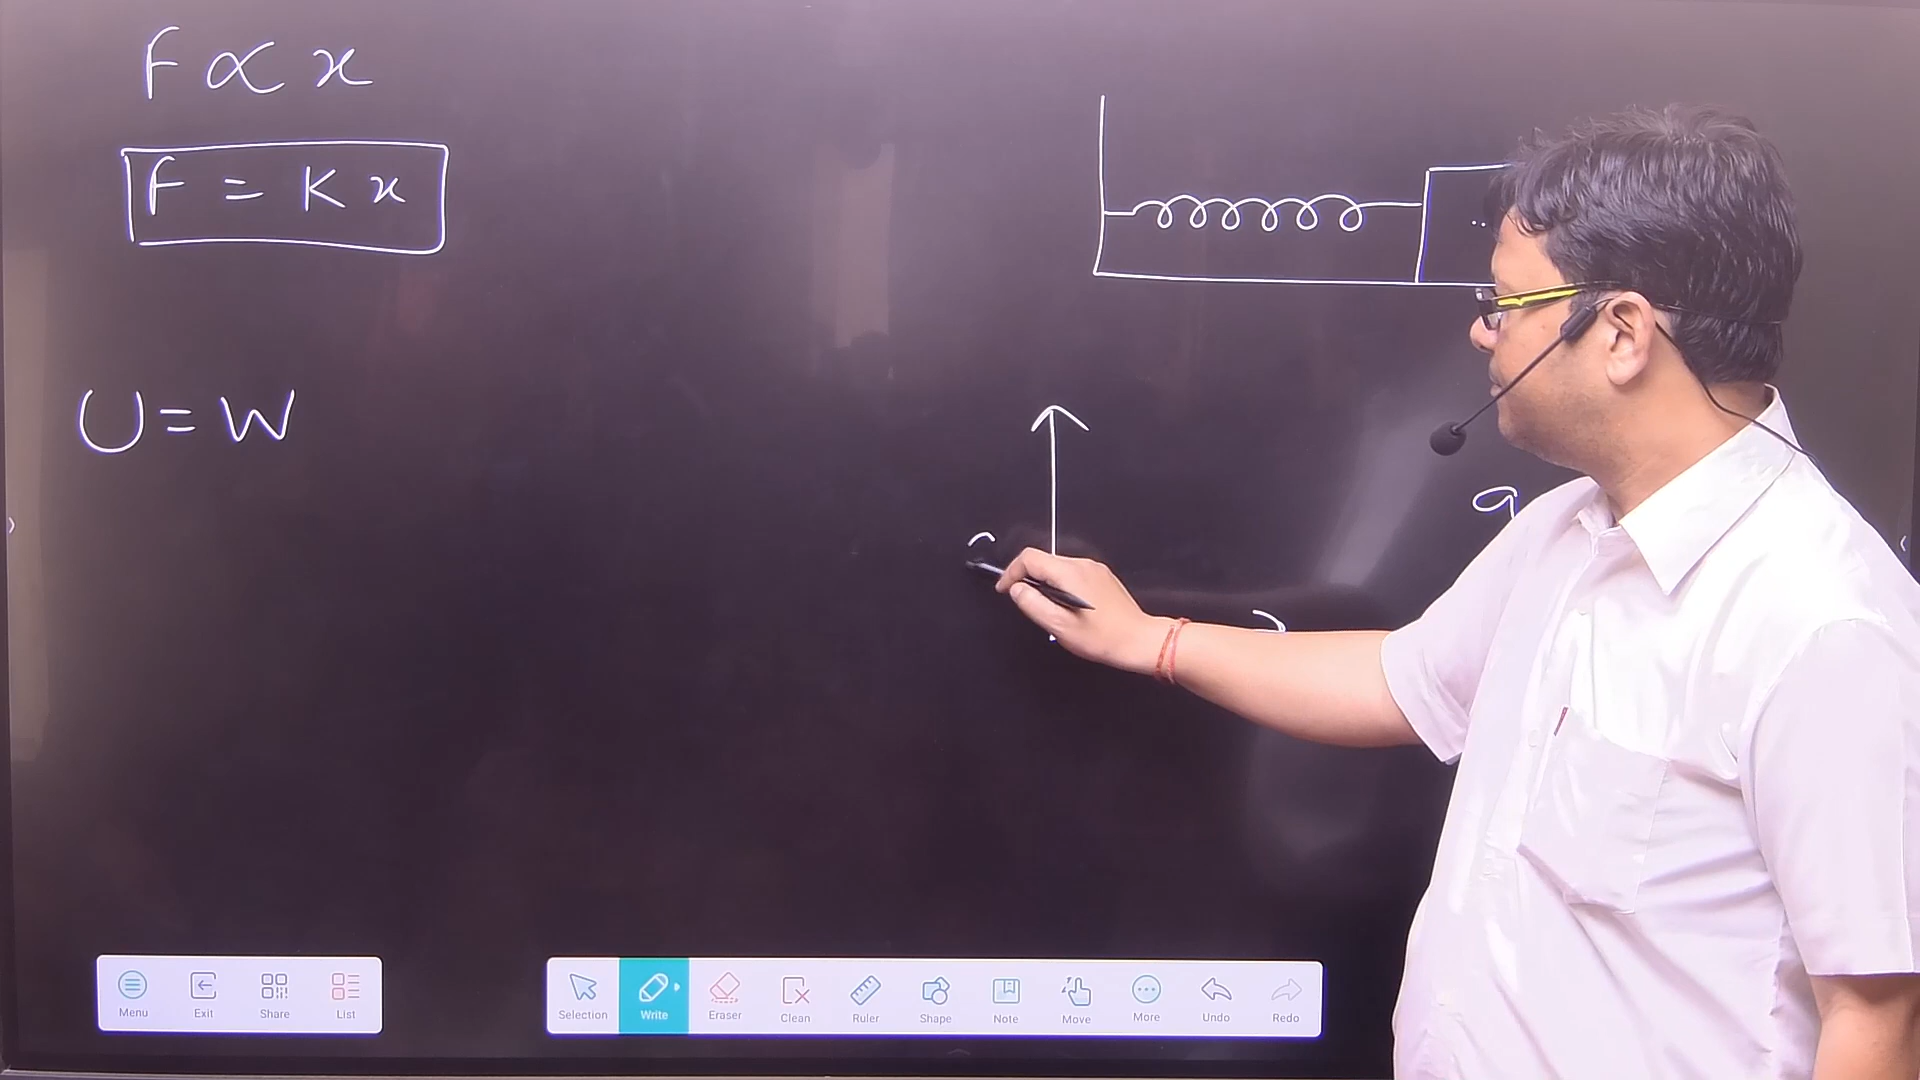 F ∝ x
F = K x
U = W
Menu Exit Share List
Selection Write Eraser Clean Ruler Shape Note Move More Undo Redo